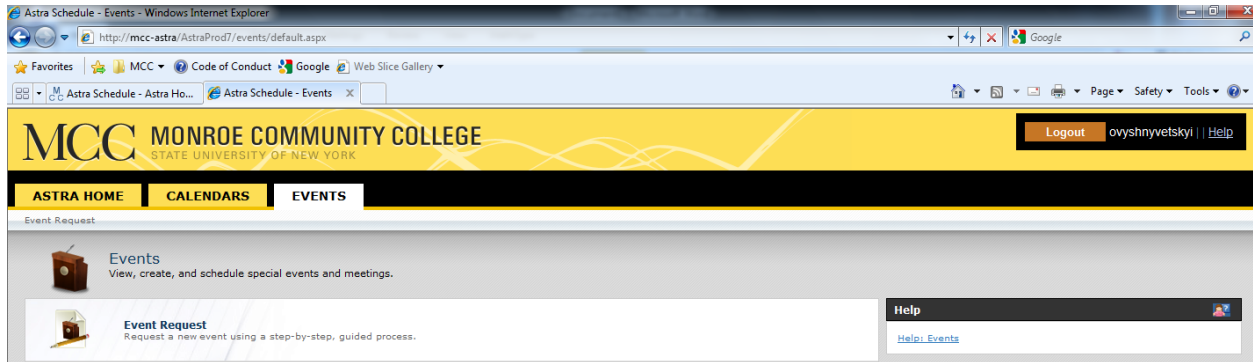 Astra Schedule - Events - Windows Internet Explorer
http://mcc-astra/AstraProd7/events/default.aspx
Google
Favorites MCC Code of Conduct Google Web Slice Gallery
MCC Astra Schedule - Astra Ho... Astra Schedule - Events x Page Safety Tools
MCC MONROE COMMUNITY COLLEGE
STATE UNIVERSITY OF NEW YORK
Logout ovyshnyvetskyi | | Help
ASTRA HOME CALENDARS EVENTS
Event Request
Events
View, create, and schedule special events and meetings.
Event Request
Request a new event using a step-by-step, guided process.
Help
Help: Events